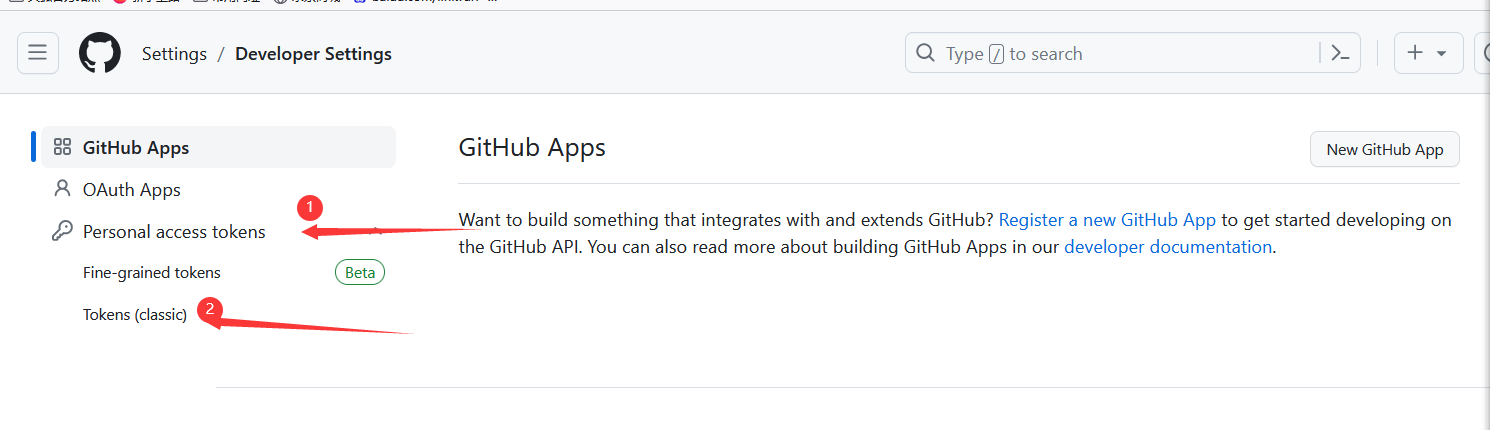 Settings / Developer Settings
Type / to search
GitHub Apps
OAuth Apps
1
Personal access tokens
Fine-grained tokens Beta
2
Tokens (classic)
GitHub Apps
New GitHub App
Want to build something that integrates with and extends GitHub? Register a new GitHub App to get started developing on
the GitHub API. You can also read more about building GitHub Apps in our developer documentation.